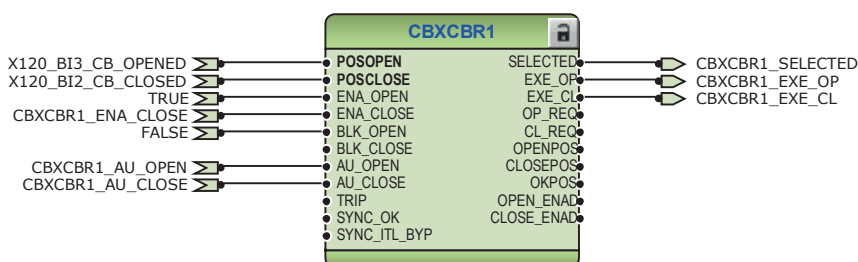 CBXCBR1
X120_BI3_CB_OPENED POSOPEN SELECTED CBXCBR1_SELECTED
X120_BI2_CB_CLOSED POSCLOSE EXE_OP CBXCBR1_EXE_OP
TRUE ENA_OPEN EXE_CL CBXCBR1_EXE_CL
CBXCBR1_ENA_CLOSE ENA_CLOSE OP_REQ
FALSE BLK_OPEN CL_REQ
BLK_CLOSE OPENPOS
CBXCBR1_AU_OPEN AU_OPEN CLOSEPOS
CBXCBR1_AU_CLOSE AU_CLOSE OKPOS
TRIP OPEN_ENAD
SYNC_OK CLOSE_ENAD
SYNC_ITL_BYP